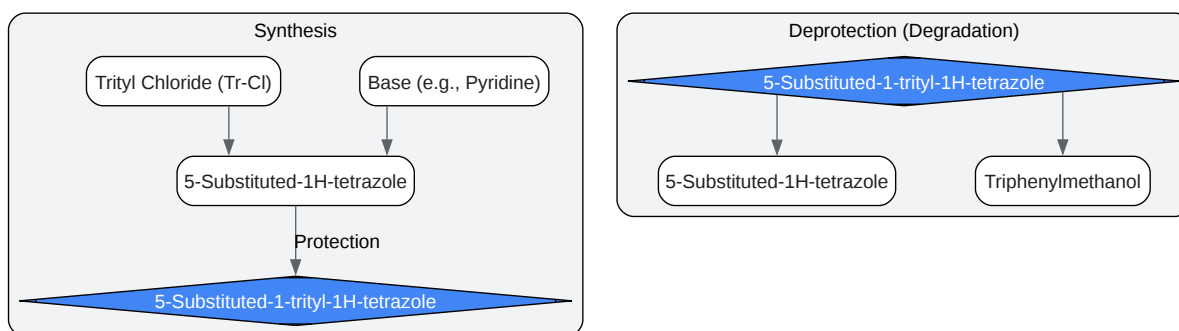 Synthesis
Trityl Chloride (Tr-Cl)
Base (e.g., Pyridine)
5-Substituted-1H-tetrazole
Protection
5-Substituted-1-trityl-1H-tetrazole
Deprotection (Degradation)
5-Substituted-1-trityl-1H-tetrazole
5-Substituted-1H-tetrazole
Triphenylmethanol